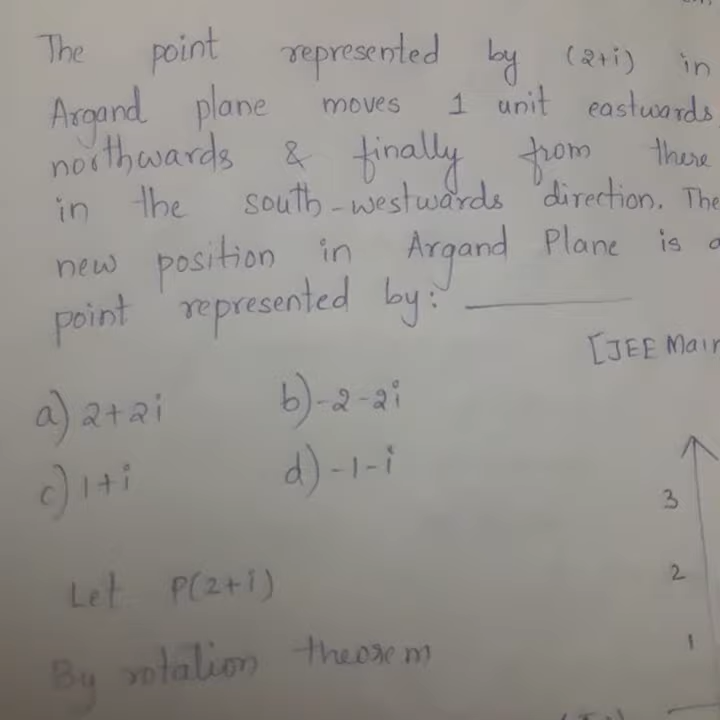 The point represented by (2+i) in
Argand plane moves 1 unit eastwards,
northwards & finally from there
in the south-westwards direction. The
new position in Argand Plane is a
point represented by: ______
[JEE Main
a) 2+2i b) -2-2i
c) 1+i d) -1-i
3
Let P(2+i)
2
1
By rotation theorem